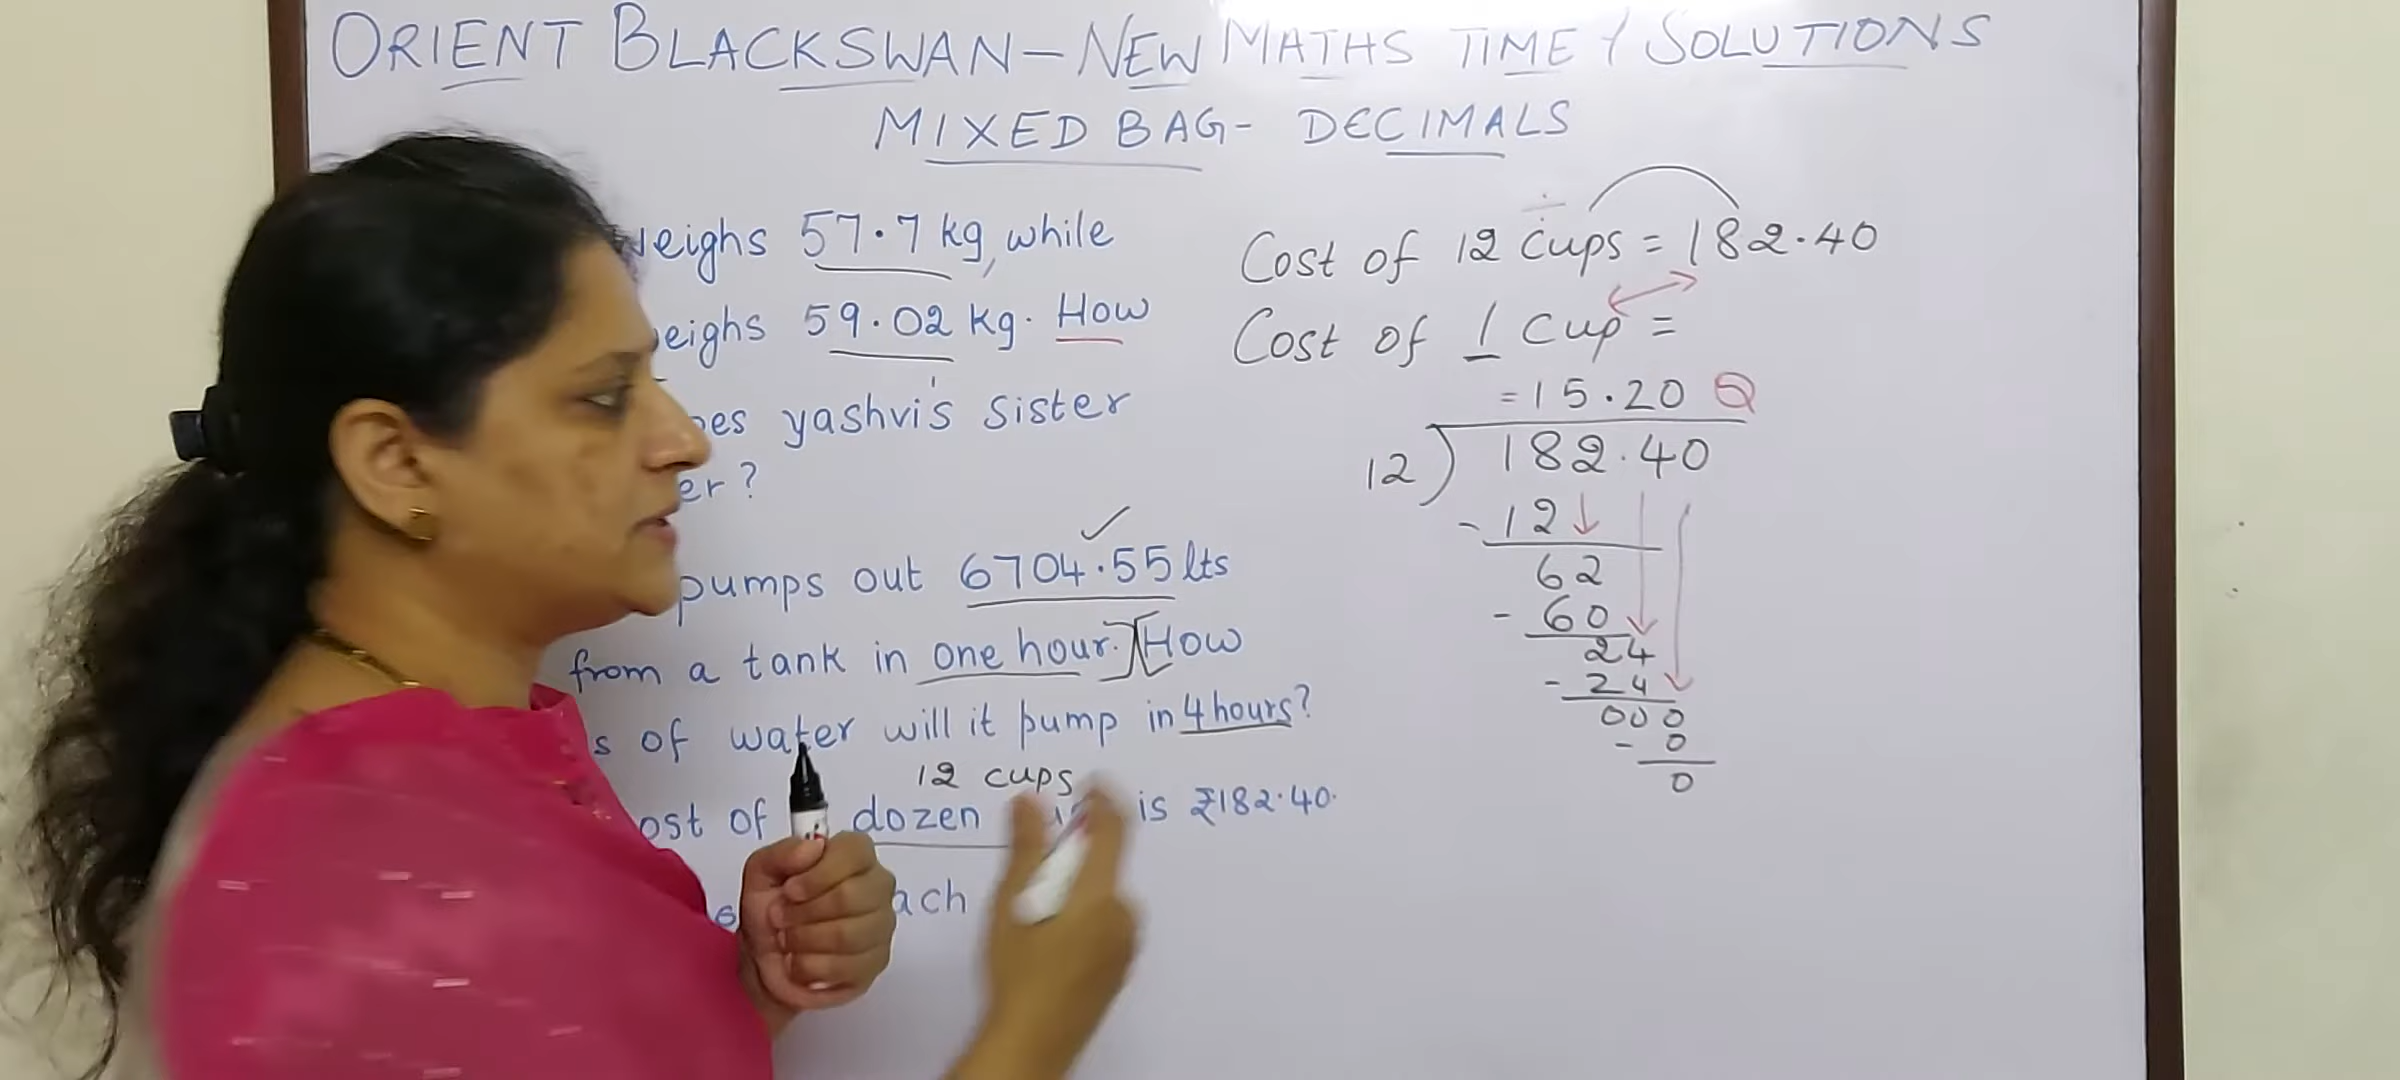 ORIENT BLACKSWAN - NEW MATHS TIME / SOLUTIONS
MIXED BAG - DECIMALS
weighs 57.7 kg, while
eighs 59.02 kg. How
oes yashvi's sister
er?
pumps out 6704.55 lts
from a tank in one hour.] [How
s of water will it pump in 4 hours?
12 cups
ost of dozen is ₹182.40.
ach
÷
Cost of 12 cups = 182.40
Cost of 1 Cup =
= 15.20 Q
12 ) 182.40
- 12
62
- 60
24
- 24
000
- 0
0